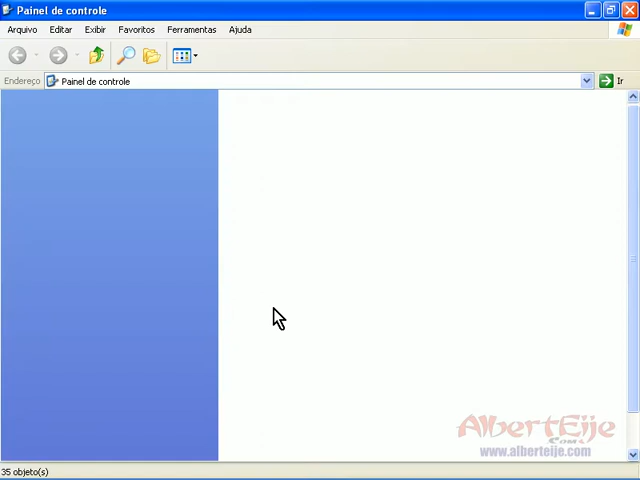 Painel de controle
Arquivo Editar Exibir Favoritos Ferramentas Ajuda
Endereço Painel de controle Ir
AlbertEije
.Com
www.alberteije.com
35 objeto(s)